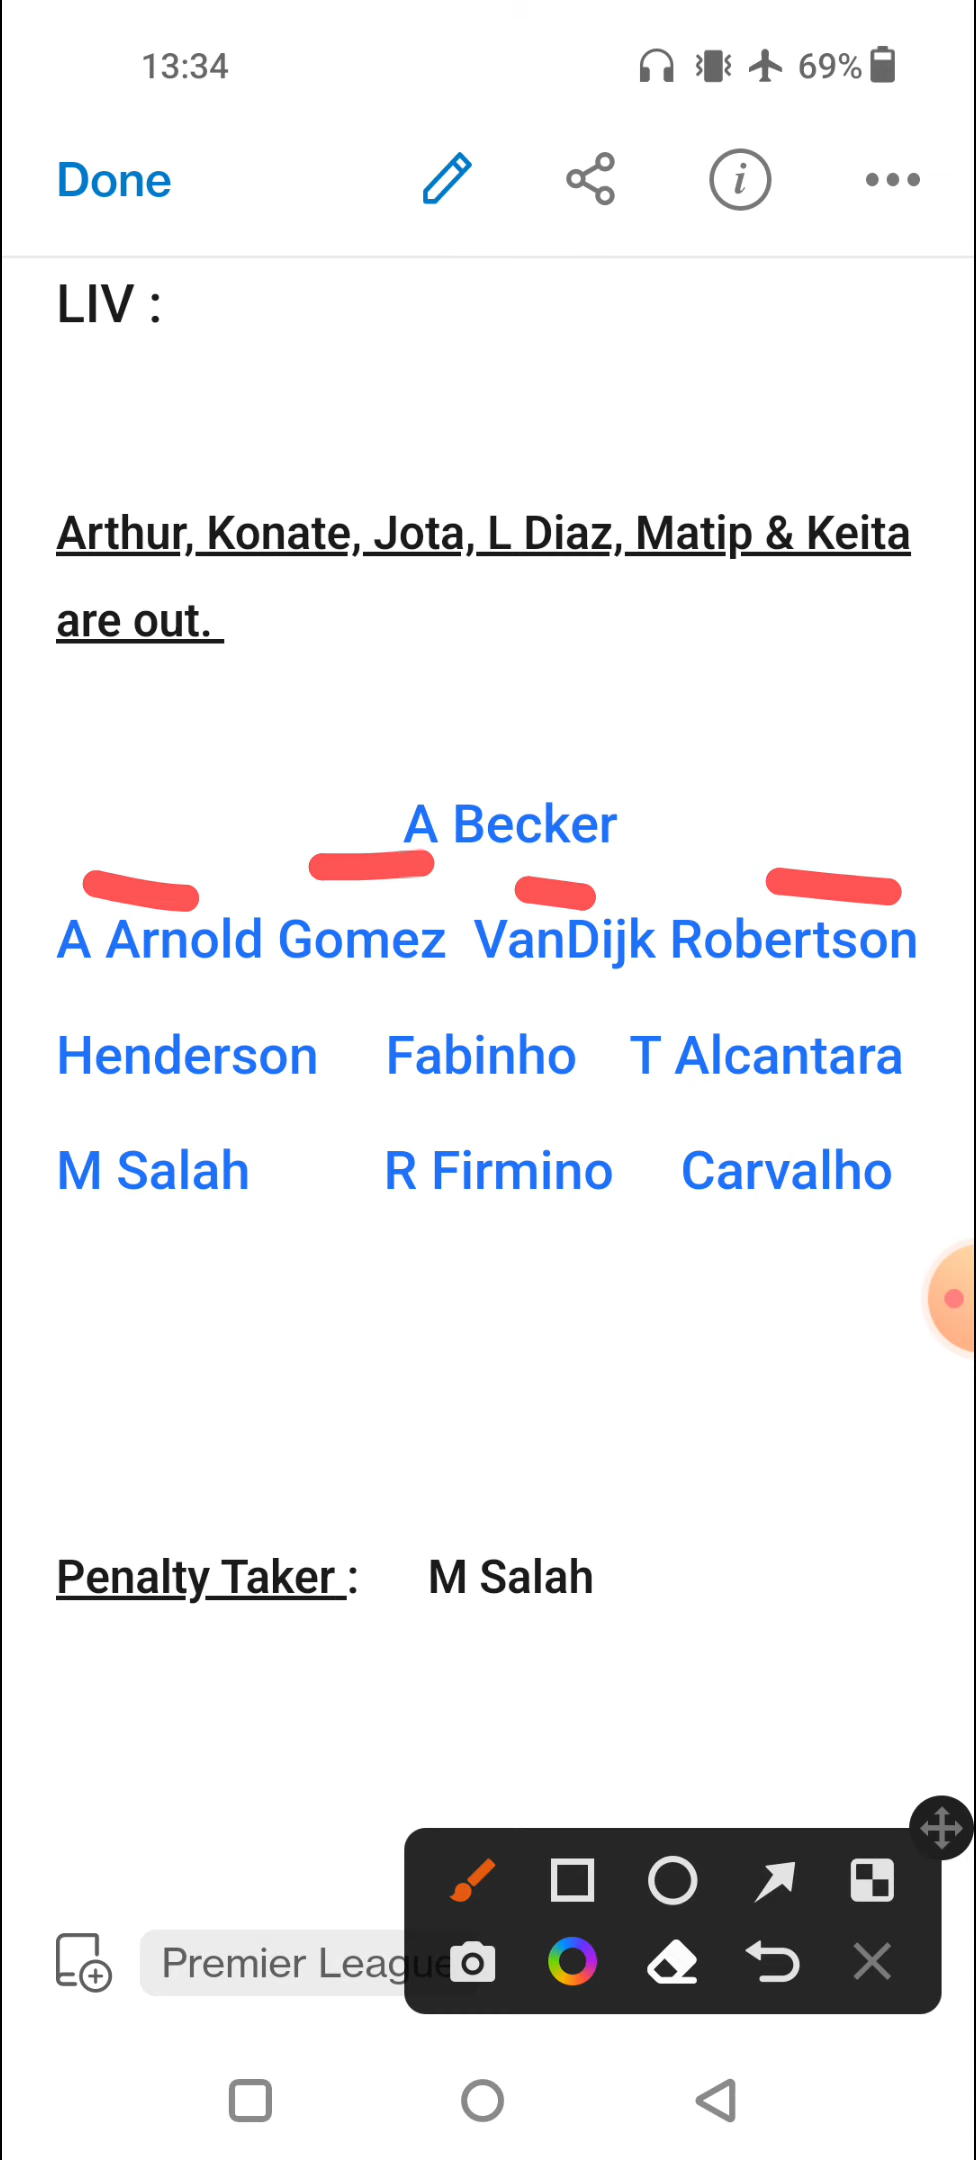 13:34 69%
Done
LIV :
Arthur, Konate, Jota, L Diaz, Matip & Keita
are out.
A Becker
A Arnold Gomez VanDijk Robertson
Henderson Fabinho T Alcantara
M Salah R Firmino Carvalho
Penalty Taker : M Salah
Premier League